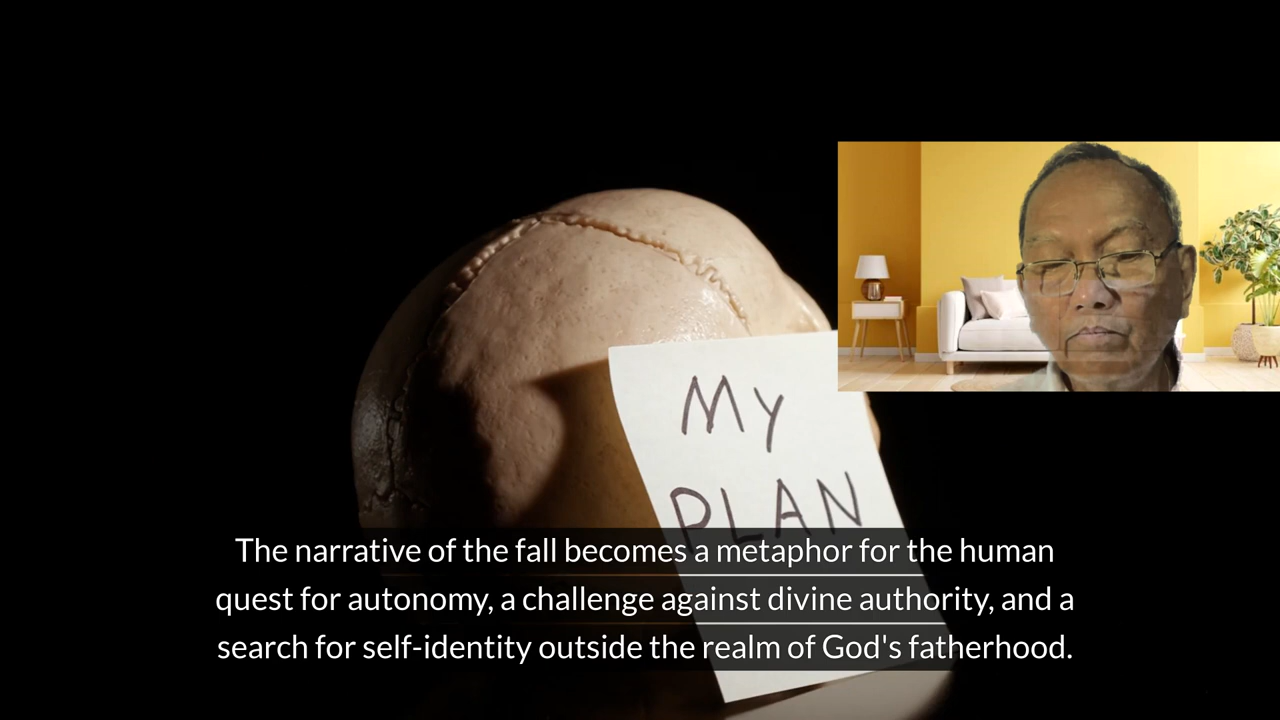 My
PLAN
The narrative of the fall becomes a metaphor for the human
quest for autonomy, a challenge against divine authority, and a
search for self-identity outside the realm of God's fatherhood.